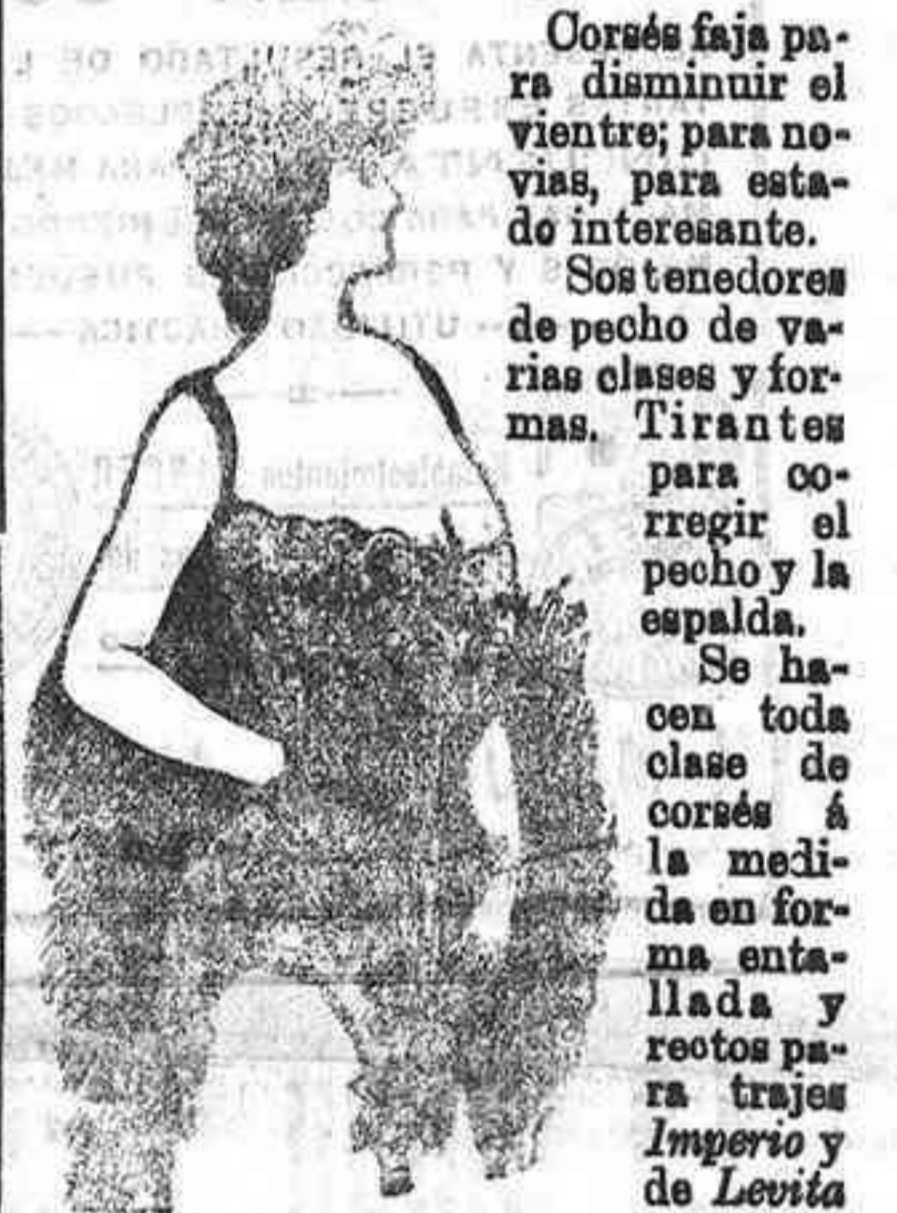 Corsés faja pa-
ra disminuir el
vientre; para no-
vias, para esta-
do interesante.
Sostenedores
de pecho de va-
rias clases y for-
mas. Tirantes
para co-
rregir el
pecho y la
espalda.
Se ha-
cen toda
clase de
corsés á
la medi-
da en for-
ma enta-
llada y
rectos pa-
ra trajes
Imperio y
de Levita